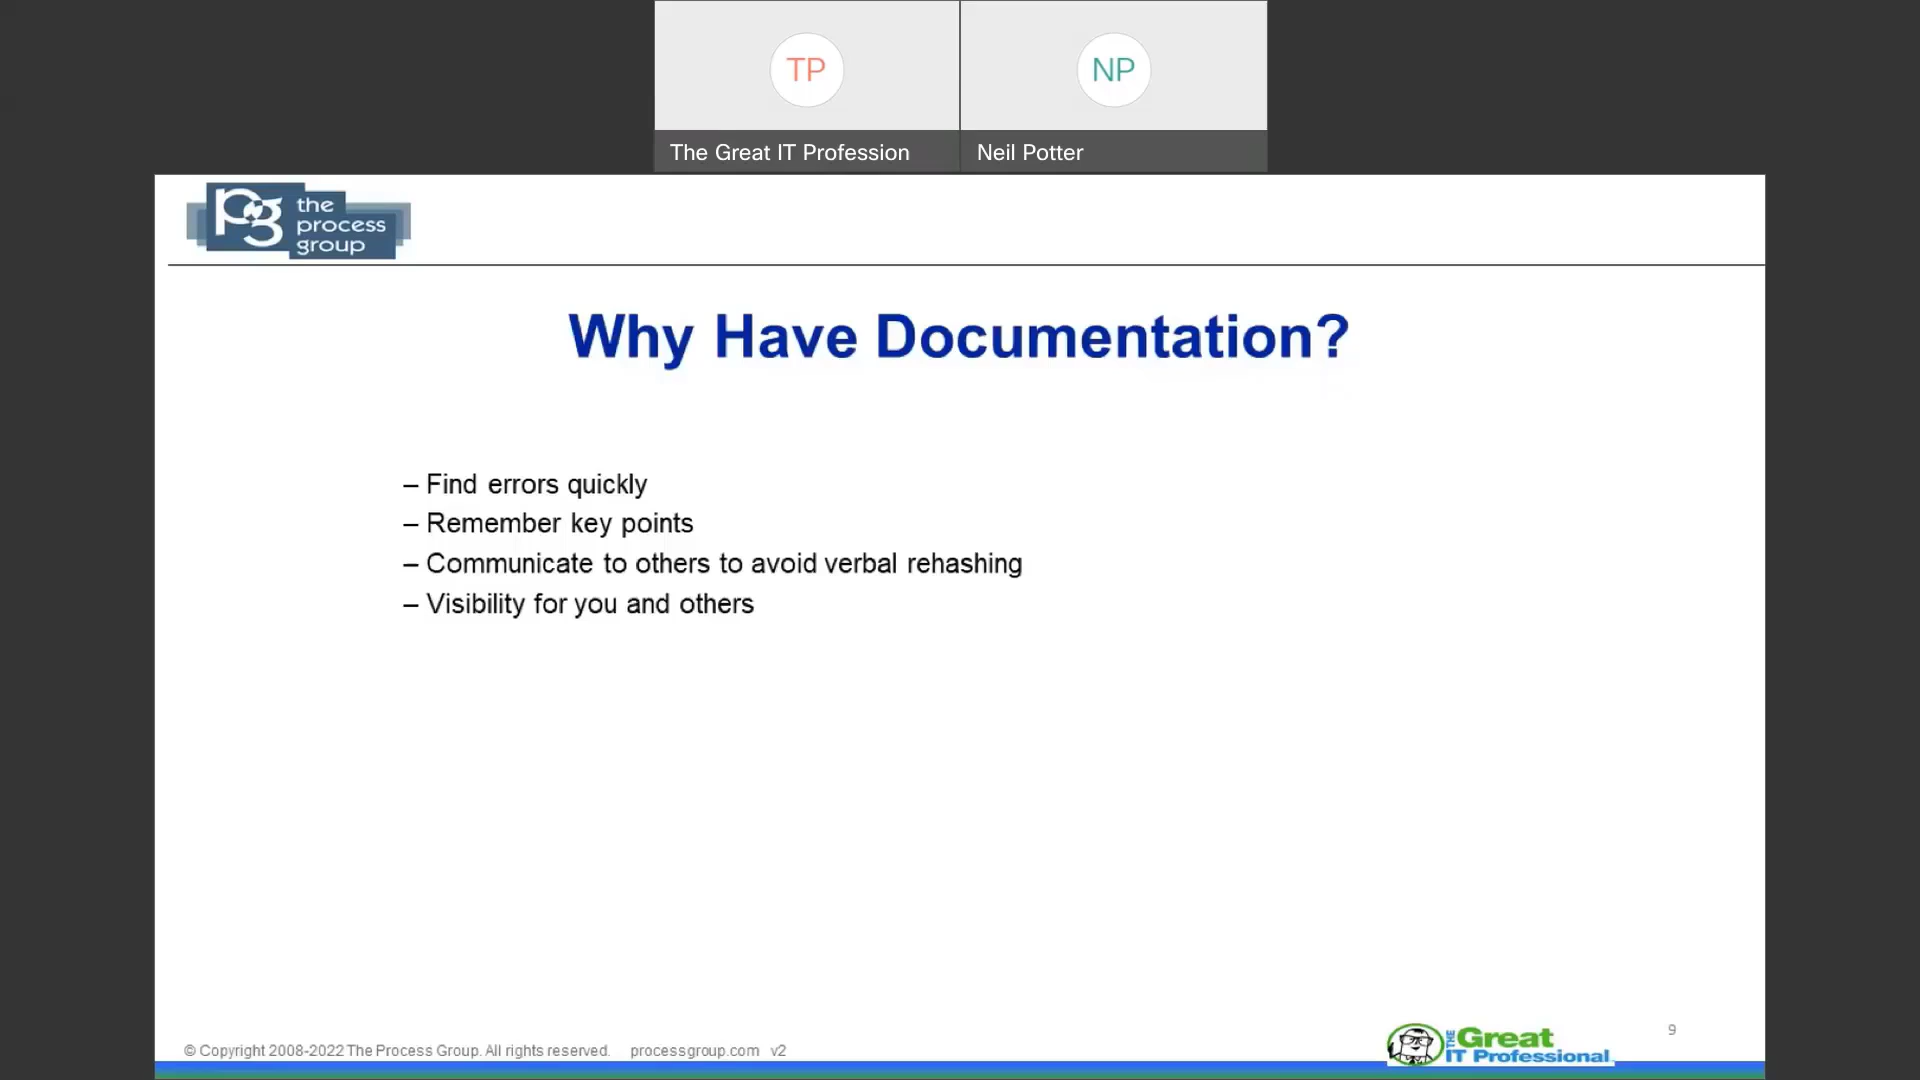 TP
NP
The Great IT Profession
Neil Potter
pg
the
process
group
Why Have Documentation?
– Find errors quickly
– Remember key points
– Communicate to others to avoid verbal rehashing
– Visibility for you and others
© Copyright 2008-2022 The Process Group. All rights reserved. processgroup.com v2
THE Great
IT Professional
9